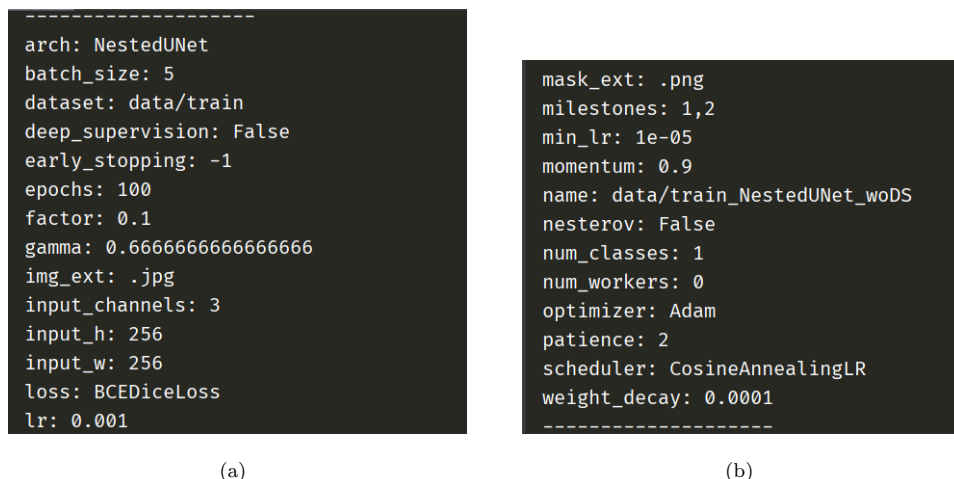 --------------------
arch: NestedUNet
batch_size: 5
dataset: data/train
deep_supervision: False
early_stopping: -1
epochs: 100
factor: 0.1
gamma: 0.6666666666666666
img_ext: .jpg
input_channels: 3
input_h: 256
input_w: 256
loss: BCEDiceLoss
lr: 0.001
(a)
mask_ext: .png
milestones: 1,2
min_lr: 1e-05
momentum: 0.9
name: data/train_NestedUNet_woDS
nesterov: False
num_classes: 1
num_workers: 0
optimizer: Adam
patience: 2
scheduler: CosineAnnealingLR
weight_decay: 0.0001
--------------------
(b)